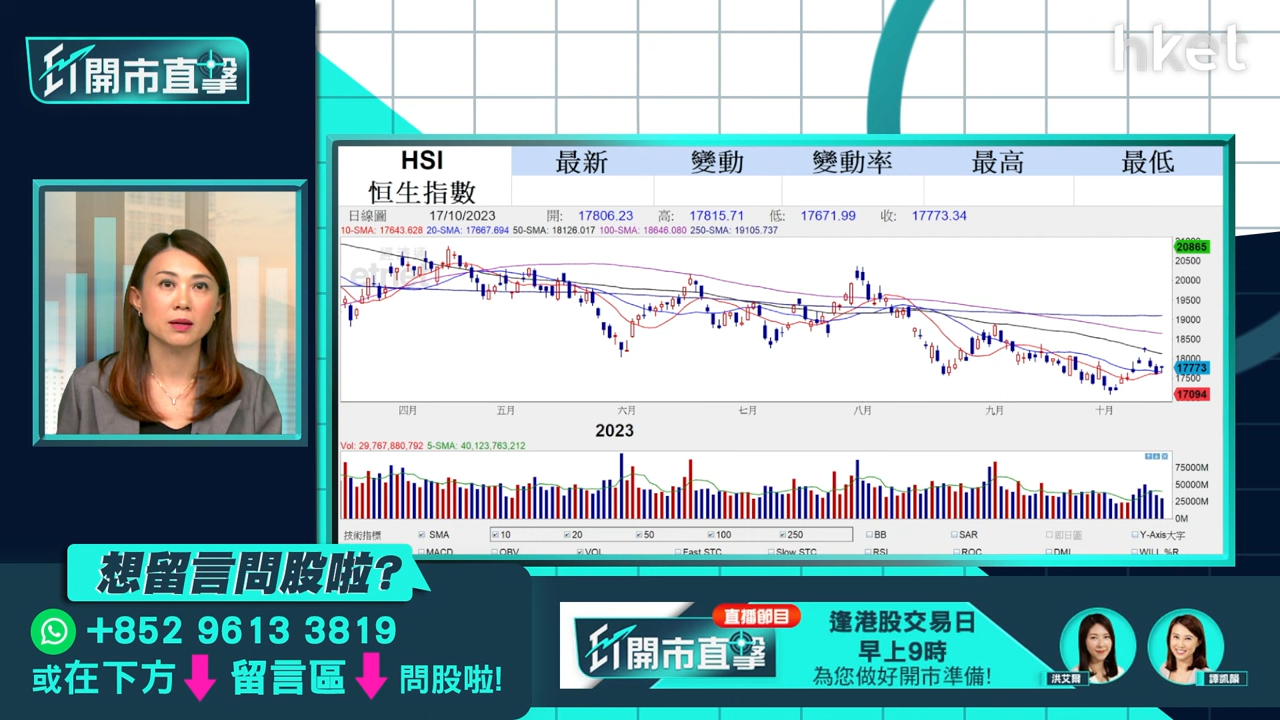 開市直擊
hket
HSI
恒生指數
最新 變動 變動率 最高 最低
日線圖 17/10/2023 開: 17806.23 高: 17815.71 低: 17671.99 收: 17773.34
10-SMA: 17643.628 20-SMA: 17667.694 50-SMA: 18126.017 100-SMA: 18646.080 250-SMA: 19105.737
20865
20500
20000
19500
19000
18500
18000
17773
17500
17094
四月 五月 六月 七月 八月 九月 十月
2023
Vol: 29,767,880,792 5-SMA: 40,123,763,212
75000M
50000M
25000M
0M
技術指標 SMA 10 20 50 100 250 BB SAR 即日圖 Y-Axis大字
MACD OBV VOL Fast STC Slow STC RSI ROC DMI WILL %R
想留言問股啦?
+852 9613 3819
或在下方 留言區 問股啦!
直播節目
開市直擊
逢港股交易日
早上9時
為您做好開市準備!
洪艾爾 譚凱韻